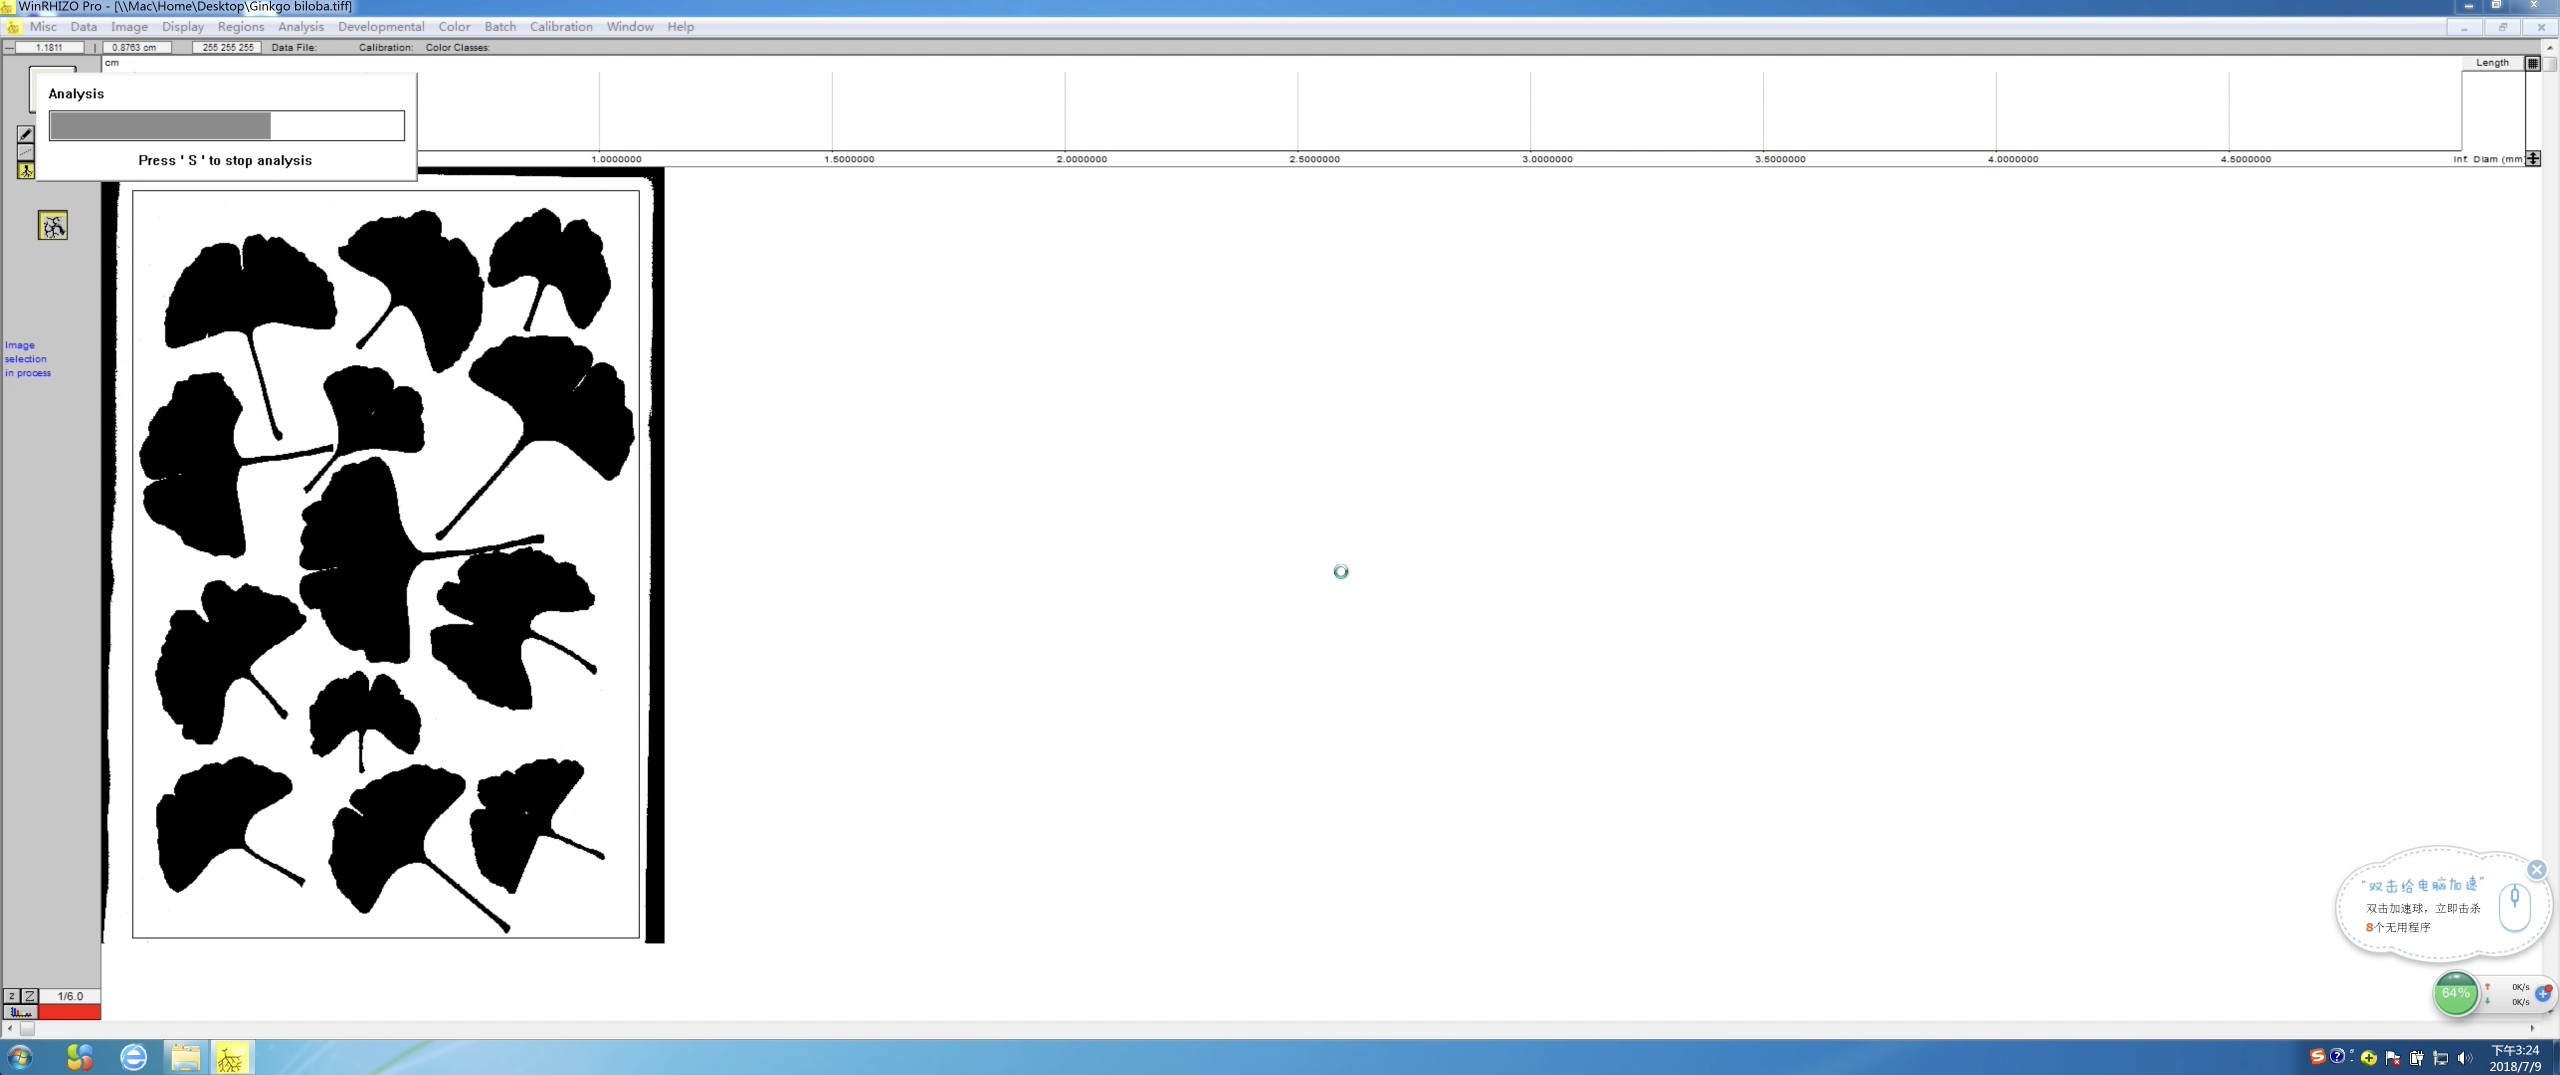 WinRHIZO Pro - [\\Mac\Home\Desktop\Ginkgo biloba.tiff]
Misc Data Image Display Regions Analysis Developmental Color Batch Calibration Window Help
1.1811 0.8763 cm 255 255 255 Data File: Calibration: Color Classes:
cm
Length
Analysis
Press ' S ' to stop analysis
1.0000000 1.5000000 2.0000000 2.5000000 3.0000000 3.5000000 4.0000000 4.5000000 Inf. Diam (mm)
Image
selection
in process
“双击给电脑加速”
双击加速球，立即击杀
8个无用程序
64%
0K/s
0K/s
z Z 1/6.0
下午3:24
2018/7/9